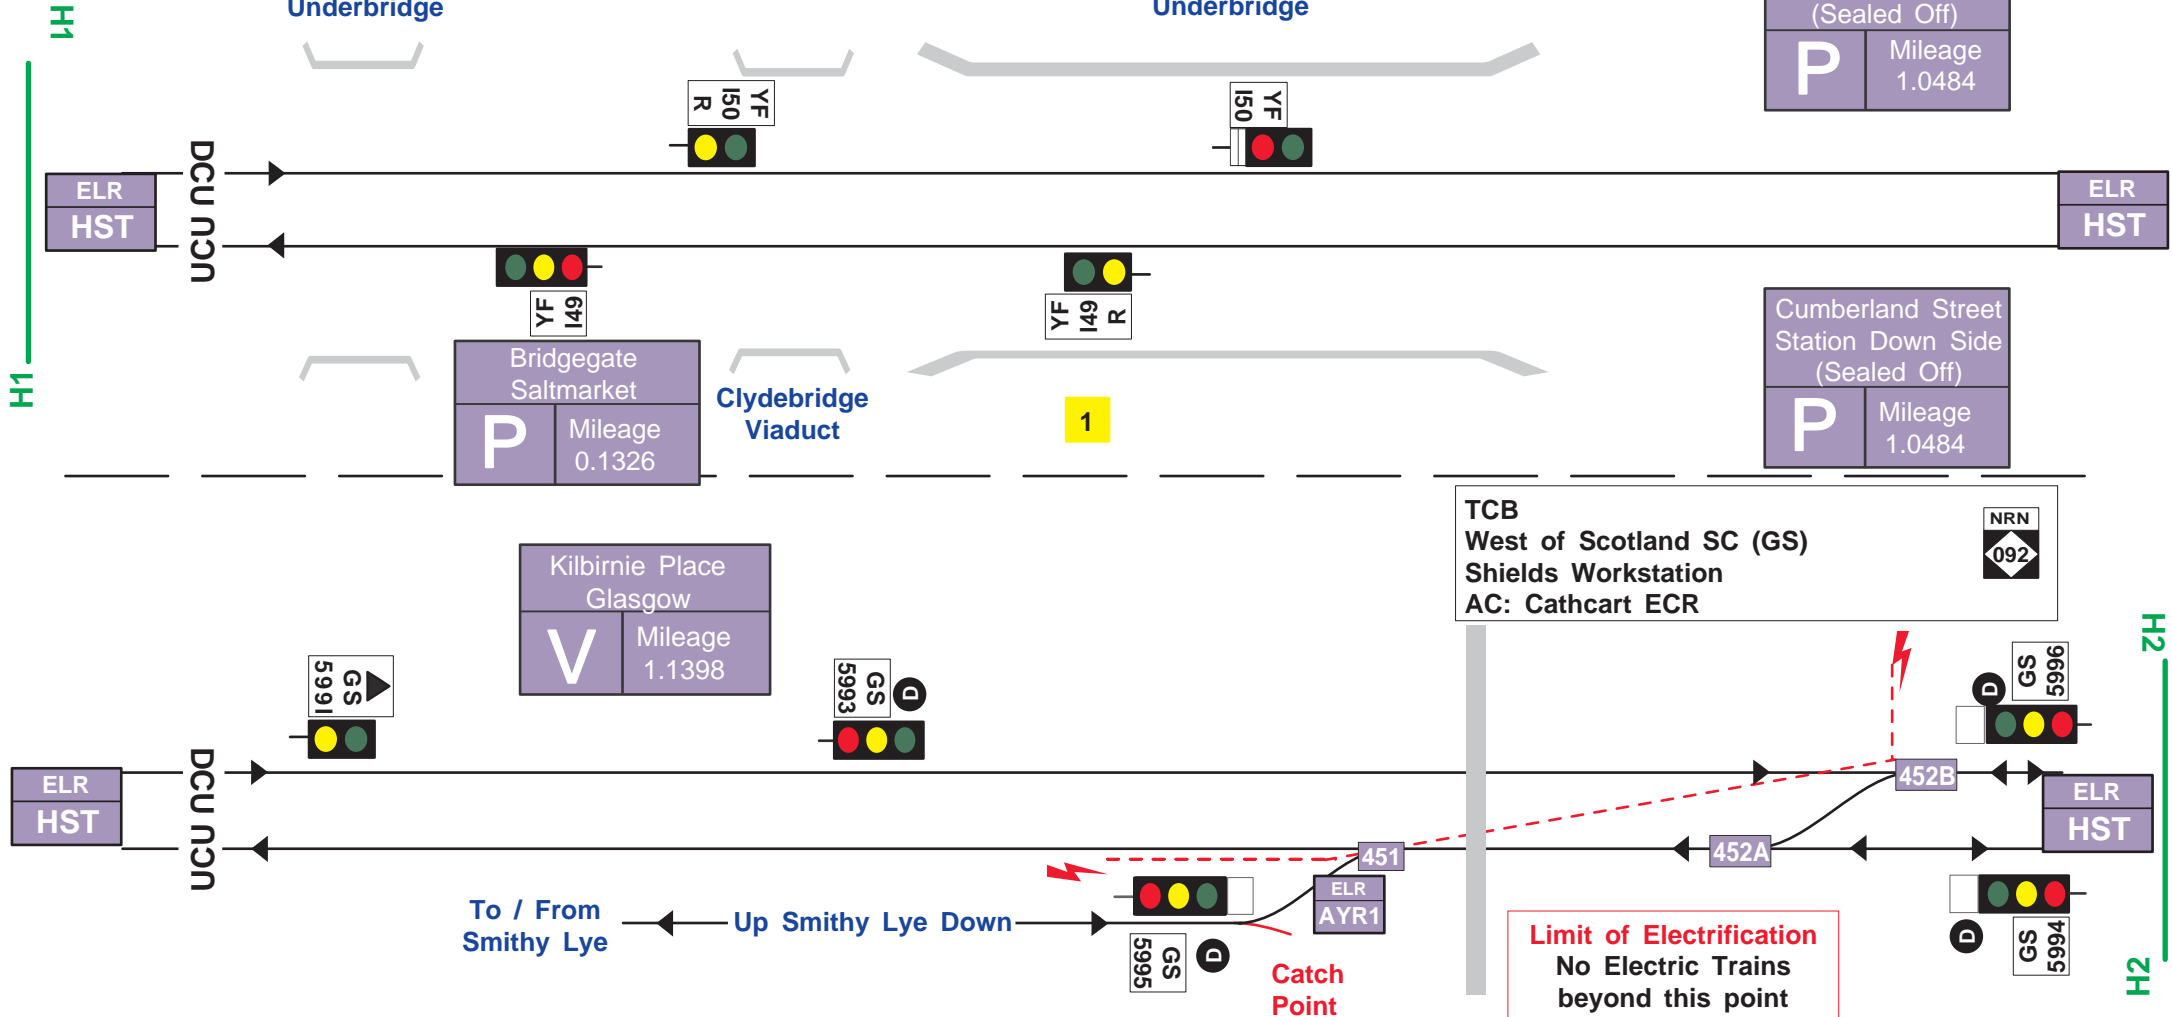 H1
Underbridge
Underbridge
(Sealed Off)
P
Mileage
1.0484
YF
I50
R
YF
I50
DCU
UCU
ELR
HST
ELR
HST
YF
I49
YF
I49
R
H1
Bridgegate
Saltmarket
P
Mileage
0.1326
Clydebridge
Viaduct
1
Cumberland Street
Station Down Side
(Sealed Off)
P
Mileage
1.0484
TCB
West of Scotland SC (GS)
Shields Workstation
AC: Cathcart ECR
NRN
092
Kilbirnie Place
Glasgow
V
Mileage
1.1398
H2
GS
599I
GS
5993
D
D
GS
5996
DCU
UCU
ELR
HST
452B
ELR
HST
451
452A
ELR
AYR1
To / From
Smithy Lye
Up Smithy Lye Down
GS
5995
D
Catch
Point
Limit of Electrification
No Electric Trains
beyond this point
D
GS
5994
H2